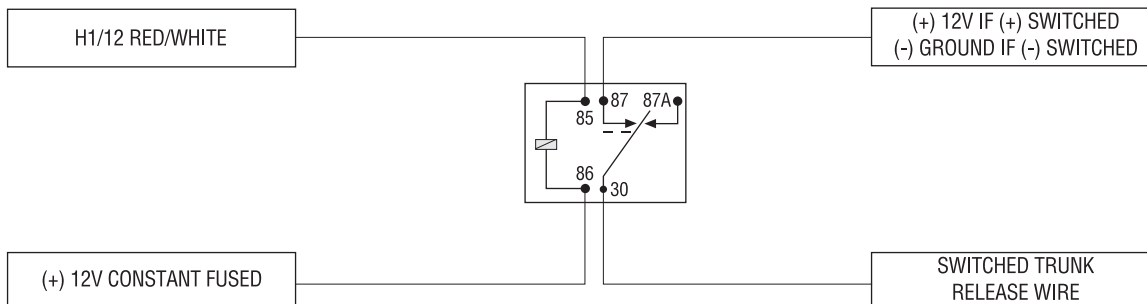 H1/12 RED/WHITE
(+) 12V IF (+) SWITCHED
(-) GROUND IF (-) SWITCHED
87 87A
85
86
30
(+) 12V CONSTANT FUSED
SWITCHED TRUNK
RELEASE WIRE